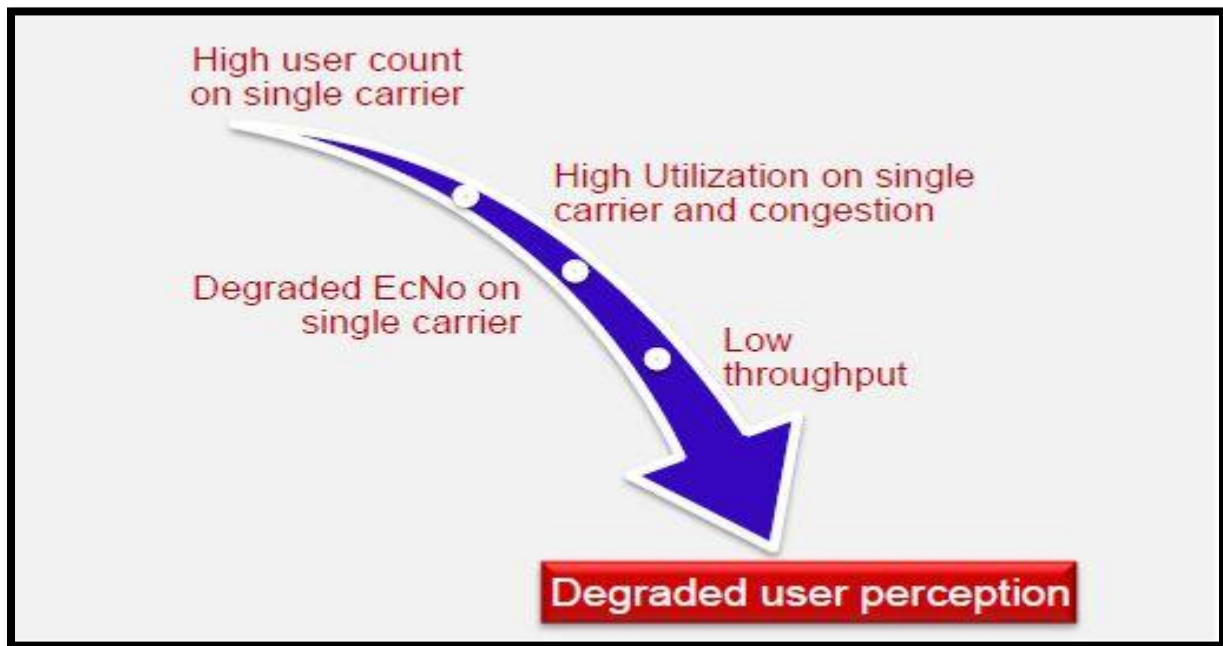 High user count
on single carrier
High Utilization on single
carrier and congestion
Degraded EcNo on
single carrier
Low
throughput
Degraded user perception